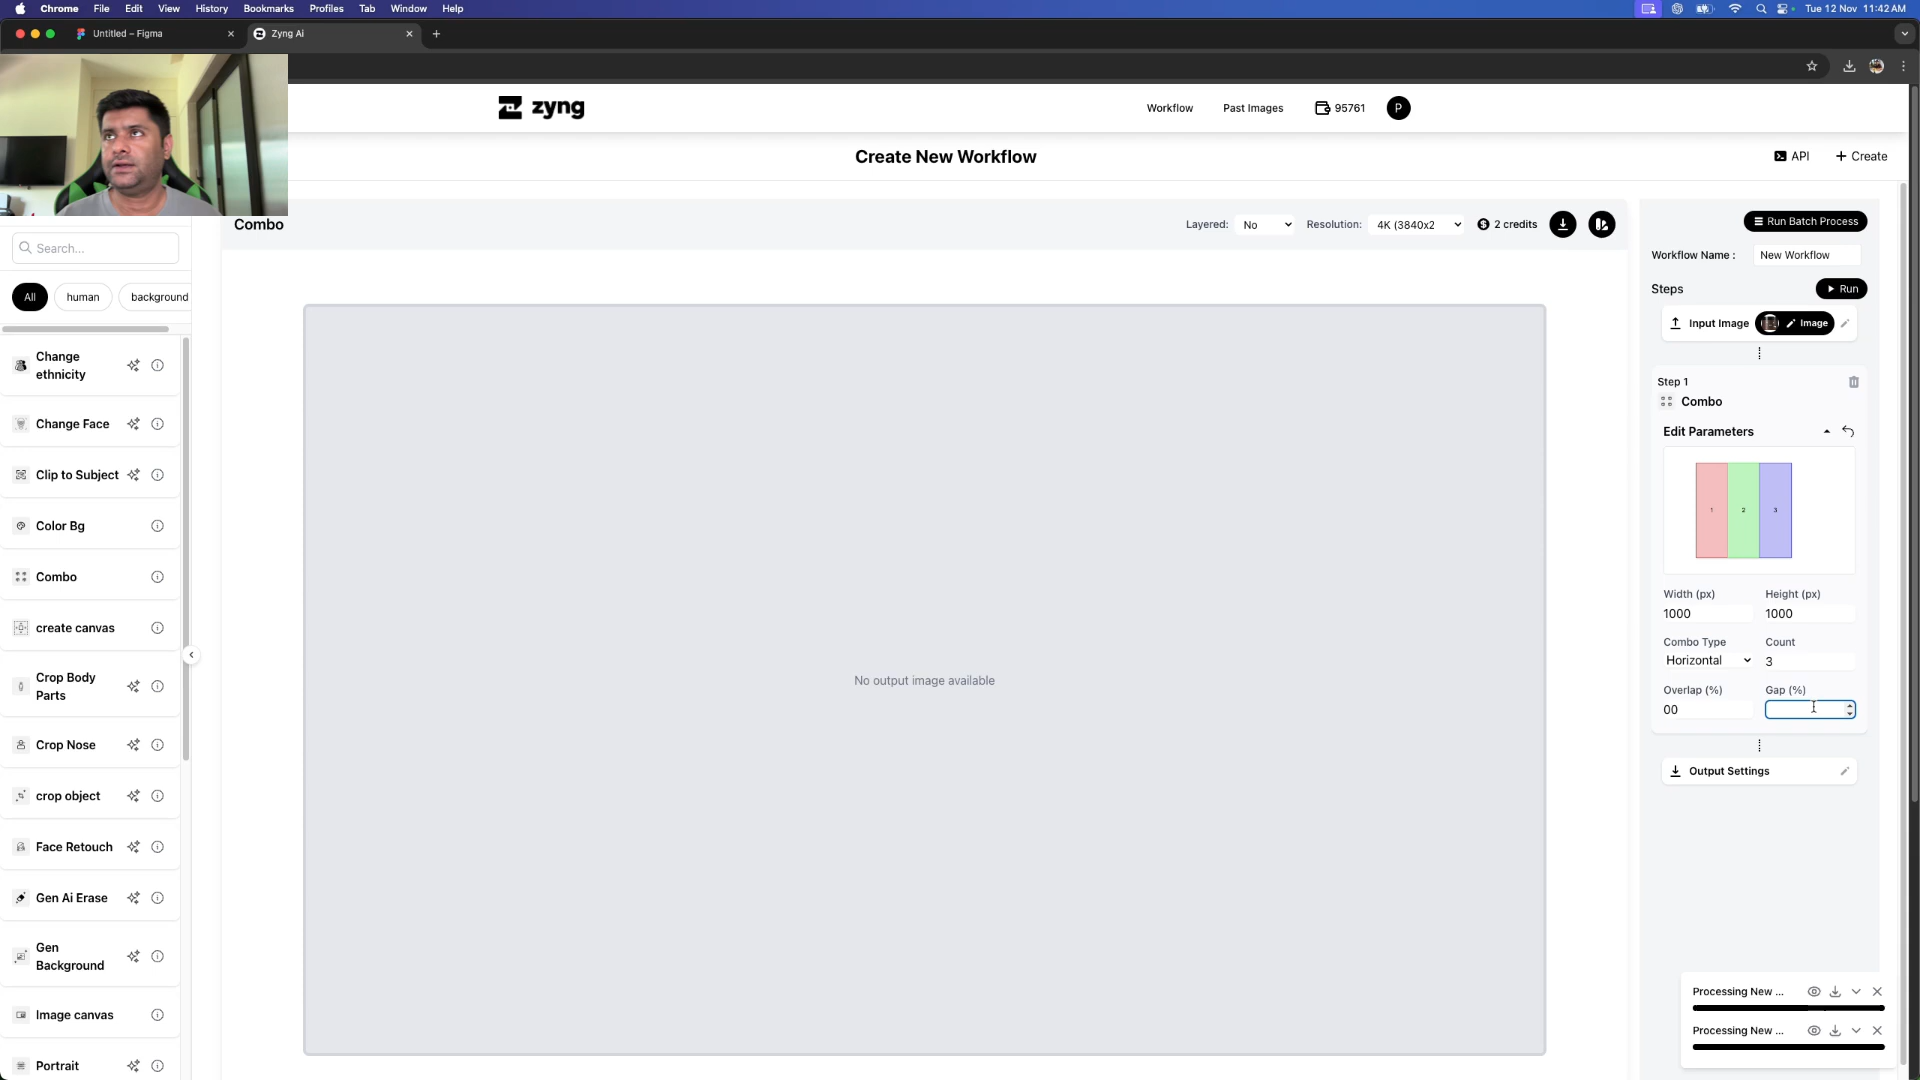 Chrome File Edit View History Bookmarks Profiles Tab Window Help Tue 12 Nov 11:42 AM
Untitled – Figma
Zyng Ai
zyng
Workflow Past Images 95761 P
Create New Workflow
API + Create
Combo
Layered: No Resolution: 4K (3840x2 2 credits
Run Batch Process
Search...
Workflow Name : New Workflow
All human background
Steps Run
Input Image Image
Change
ethnicity
Change Face
Clip to Subject
Color Bg
Combo
create canvas
Crop Body
Parts
Crop Nose
crop object
Face Retouch
Gen Ai Erase
Gen
Background
Image canvas
Portrait
No output image available
Step 1
Combo
Edit Parameters
1 2 3
Width (px) Height (px)
1000 1000
Combo Type Count
Horizontal 3
Overlap (%) Gap (%)
00
Output Settings
Processing New ...
Processing New ...